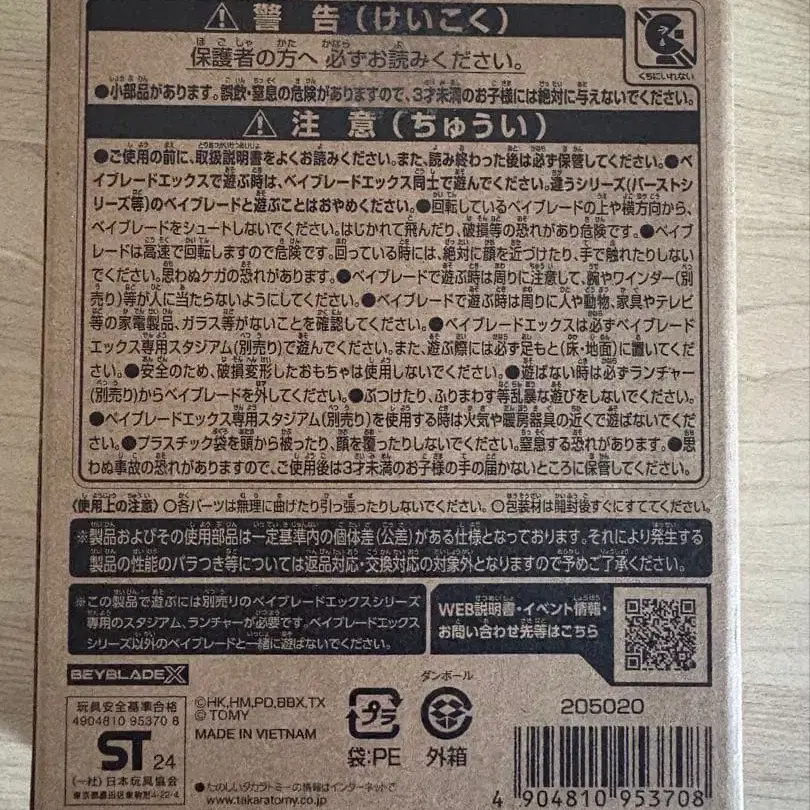 ⚠警告(けいこく)
保護者の方へ 必ずお読みください。
くちにいれない
●小部品があります。誤飲・窒息の危険がありますので、3才未満のお子様には絶対に与えないでください。
⚠注意(ちゅうい)
●ご使用の前に、取扱説明書をよくお読みください。また、読み終わった後は必ず保管してください。●ベ
イブレードエックスで遊ぶ時は、ベイブレードエックス同士で遊んでください。違うシリーズ(バーストシ
リーズ等)のベイブレードと遊ぶことはおやめください。●回転しているベイブレードの上や横方向から、
ベイブレードをシュートしないでください。はじかれて飛んだり、破損等の恐れがあり危険です。●ベイブ
レードは高速で回転しますので危険です。回っている時には、絶対に顔を近づけたり、手で触れたりしない
でください。思わぬケガの恐れがあります。●ベイブレードで遊ぶ時は周りに注意して、腕やワインダー(別
売り)等が人に当たらないようにしてください。●ベイブレードで遊ぶ時は周りに人や動物、家具やテレビ
等の家電製品、ガラス等がないことを確認してください。●ベイブレードエックスは必ずベイブレード
エックス専用スタジアム(別売り)で遊んでください。また、遊ぶ際には必ず足もと(床・地面)に置いてくだ
さい。●安全のため、破損変形したおもちゃは使用しないでください。●遊ばない時は必ずランチャー
(別売り)からベイブレードを外してください。●ぶつけたり、ふりまわす等乱暴な遊びをしないでください。
●ベイブレードエックス専用スタジアム(別売り)を使用する時は火気や暖房器具の近くで遊ばないでくだ
さい。●プラスチック袋を頭から被ったり、顔を覆ったりしないでください。窒息する恐れがあります。●思
わぬ事故の恐れがありますので、ご使用後は3才未満のお子様の手の届かないところに保管してください。
〈使用上の注意〉○各パーツは無理に曲げたり引っ張ったりしないでください。○包装材は開封後すぐにすててください。
※製品およびその使用部品は一定基準内の個体差(公差)がある仕様となっております。それにより発生する
製品の性能のバラつき等については返品対応・交換対応の対象外となりますので予めご了承ください。
※この製品で遊ぶには別売りのベイブレードエックスシリーズ
専用のスタジアム、ランチャーが必要です。ベイブレードエックス
シリーズ以外のベイブレードと一緒に遊ばないでください。
WEB説明書・イベント情報・
お問い合わせ先等はこちら
BEYBLADE X
玩具安全基準合格
4904810 95370 8
ST 24
(一社)日本玩具協会
東京都墨田区東駒形4-22-4
©HK,HM,PD,BBX,TX
© TOMY
MADE IN VIETNAM
プラ
袋:PE
ダンボール
外箱
●たのしいタカラトミーの情報はインターネットで
www.takaratomy.co.jp
205020
4 904810 953708